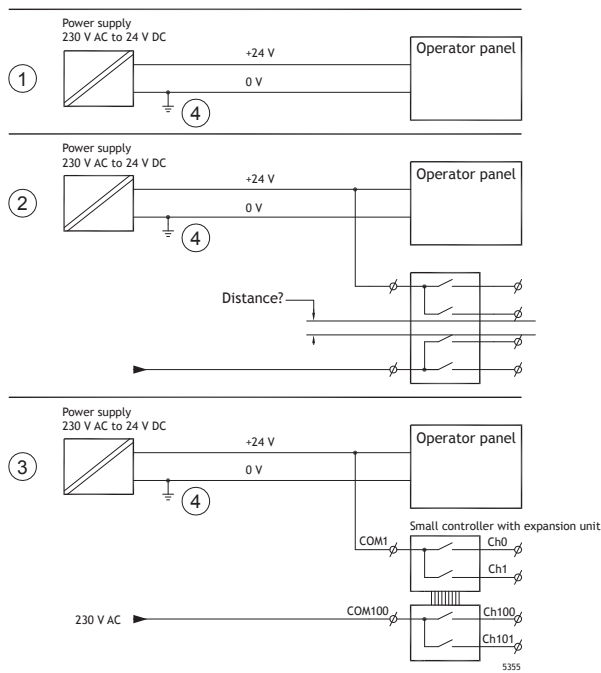 Power supply
230 V AC to 24 V DC
+24 V
Operator panel
1
0 V
4
Power supply
230 V AC to 24 V DC
+24 V
Operator panel
2
0 V
4
Distance?
Power supply
230 V AC to 24 V DC
+24 V
Operator panel
3
0 V
4
Small controller with expansion unit
COM1
Ch0
Ch1
COM100
Ch100
230 V AC
Ch101
5355